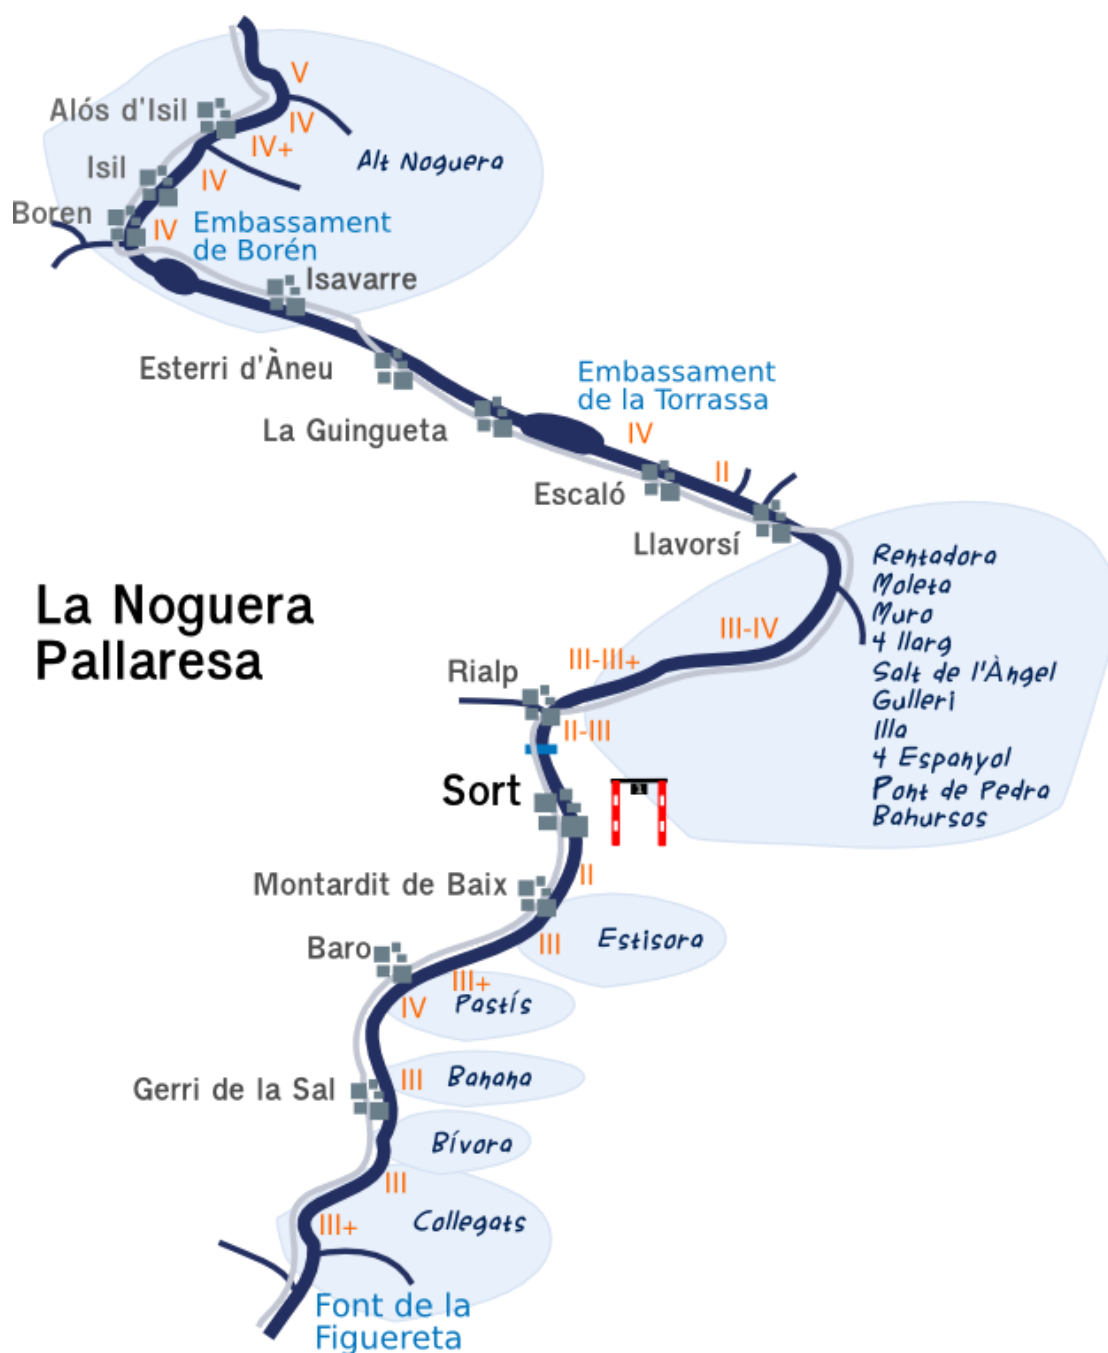 V
Alós d'Isil
IV
IV+
Alt Noguera
Isil
IV
Boren
IV
Embassament
de Borén
Isavarre
Esterri d'Àneu
Embassament
de la Torrassa
La Guingueta
IV
II
Escaló
Llavorsí
Rentadora
Moleta
Muro
4 llarg
Salt de l'Àngel
Gulleri
Illa
4 Espanyol
Pont de Pedra
Bahursos
La Noguera
Pallaresa
III-IV
III-III+
Rialp
II-III
Sort
1
II
Montardit de Baix
III
Estisora
Baro
III+
IV
Pastís
III
Banana
Gerri de la Sal
Bívora
III
III+
Collegats
Font de la
Figuereta